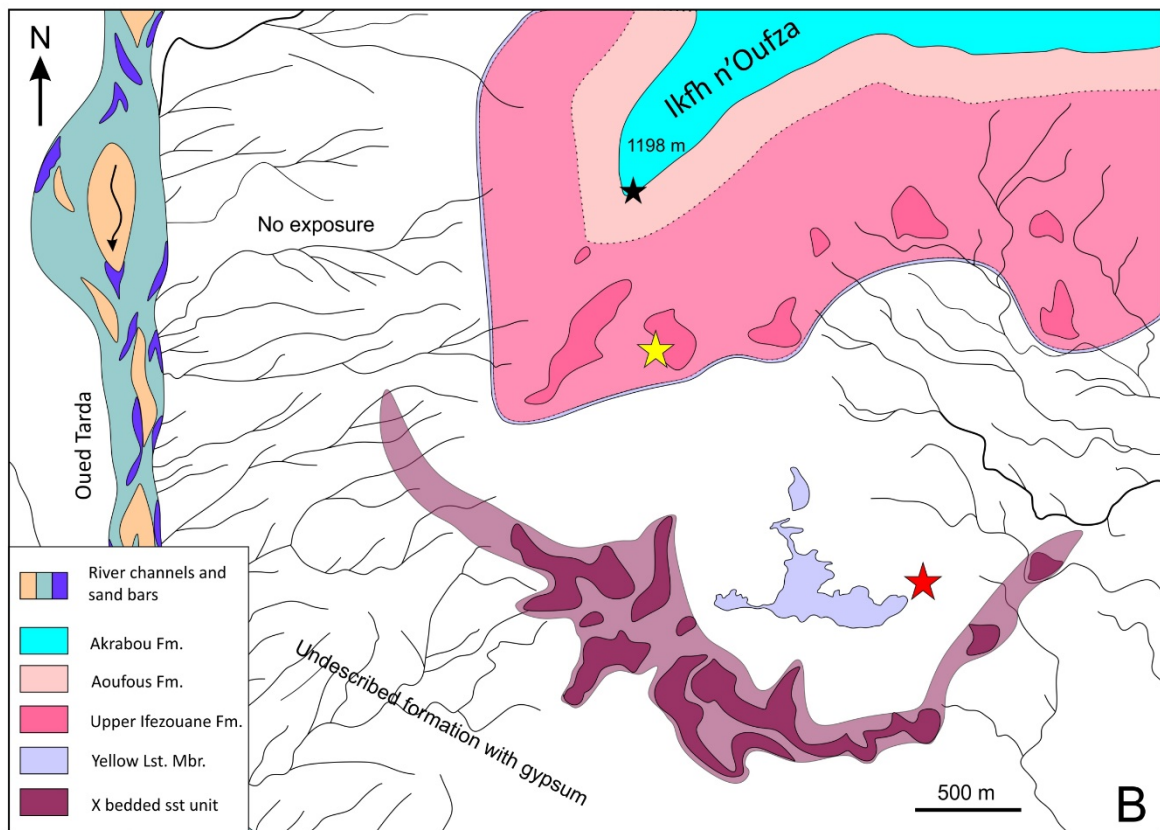 N
Ikfh n'Oufza
1198 m
No exposure
Oued Tarda
River channels and
sand bars
Akrabou Fm.
Aoufous Fm.
Upper Ifezouane Fm.
Yellow Lst. Mbr.
X bedded sst unit
Undescribed formation with gypsum
500 m
B